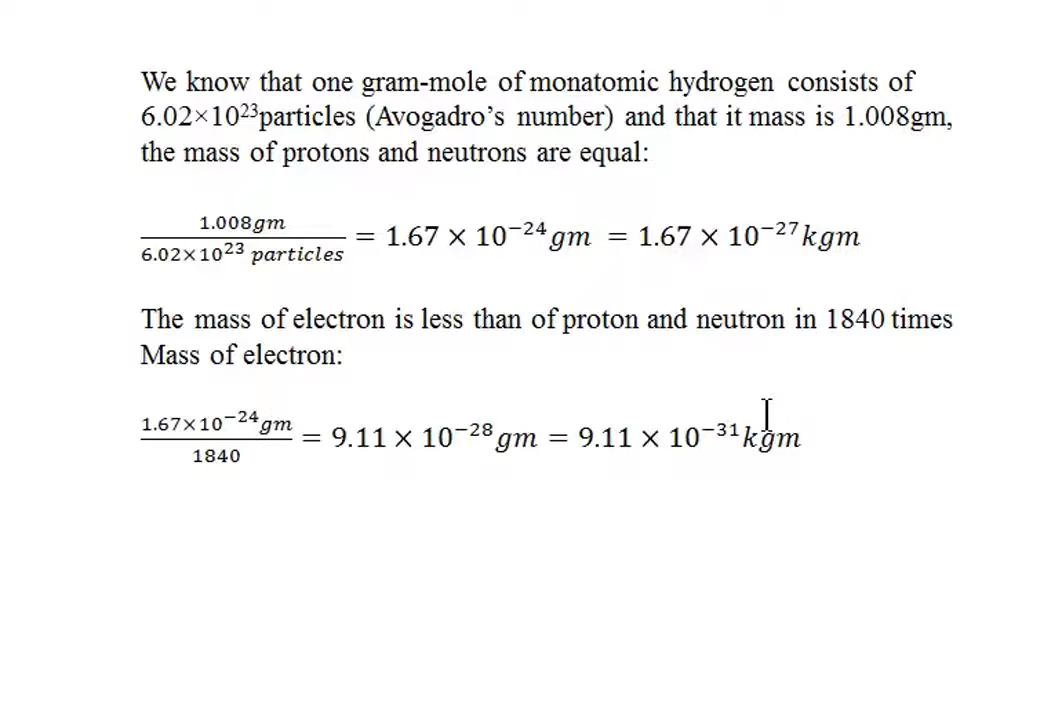 We know that one gram-mole of monatomic hydrogen consists of
6.02×10²³particles (Avogadro’s number) and that it mass is 1.008gm,
the mass of protons and neutrons are equal:
1.008gm / 6.02×10²³ particles = 1.67 × 10⁻²⁴gm = 1.67 × 10⁻²⁷kgm
The mass of electron is less than of proton and neutron in 1840 times
Mass of electron:
1.67×10⁻²⁴gm / 1840 = 9.11 × 10⁻²⁸gm = 9.11 × 10⁻³¹kgm